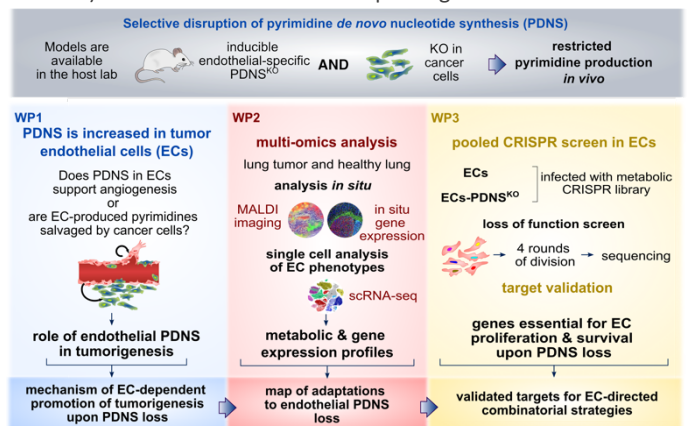 Selective disruption of pyrimidine de novo nucleotide synthesis (PDNS)
Models are
available
in the host lab
inducible
endothelial-specific
PDNSKO
AND
KO in
cancer
cells
restricted
pyrimidine production
in vivo
WP1
PDNS is increased in tumor
endothelial cells (ECs)
Does PDNS in ECs
support angiogenesis
or
are EC-produced pyrimidines
salvaged by cancer cells?
role of endothelial PDNS
in tumorigenesis
mechanism of EC-dependent
promotion of tumorigenesis
upon PDNS loss
WP2
multi-omics analysis
lung tumor and healthy lung
analysis in situ
MALDI
imaging
in situ
gene
expression
single cell analysis
of EC phenotypes
scRNA-seq
metabolic & gene
expression profiles
map of adaptations
to endothelial PDNS
loss
WP3
pooled CRISPR screen in ECs
ECs
ECs-PDNSKO
infected with metabolic
CRISPR library
loss of function screen
4 rounds
of division
sequencing
target validation
genes essential for EC
proliferation & survival
upon PDNS loss
validated targets for EC-directed
combinatorial strategies